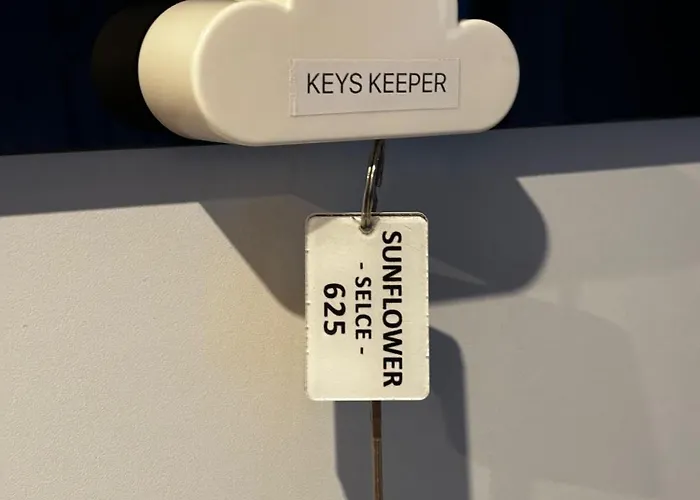 KEYS KEEPER
SUNFLOWER
- SELCE -
625